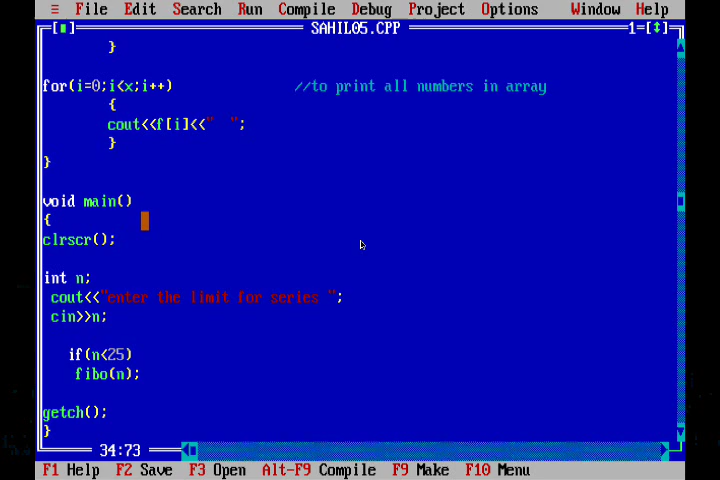 ≡ File Edit Search Run Compile Debug Project Options Window Help
[■] SAHIL05.CPP 1=[↕]
}
for(i=0;i<x;i++) //to print all numbers in array
{
cout<<f[i]<<"  ";
}
}
void main()
{
clrscr();
int n;
cout<<"enter the limit for series ";
cin>>n;
if(n<25)
fibo(n);
getch();
}
34:73
F1 Help F2 Save F3 Open Alt-F9 Compile F9 Make F10 Menu